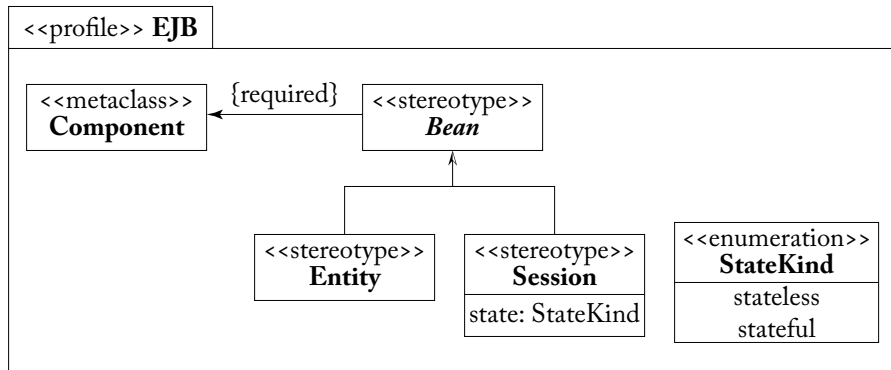 <<profile>> EJB
<<metaclass>>
Component
{required}
<<stereotype>>
Bean
<<stereotype>>
Entity
<<stereotype>>
Session
state: StateKind
<<enumeration>>
StateKind
stateless
stateful